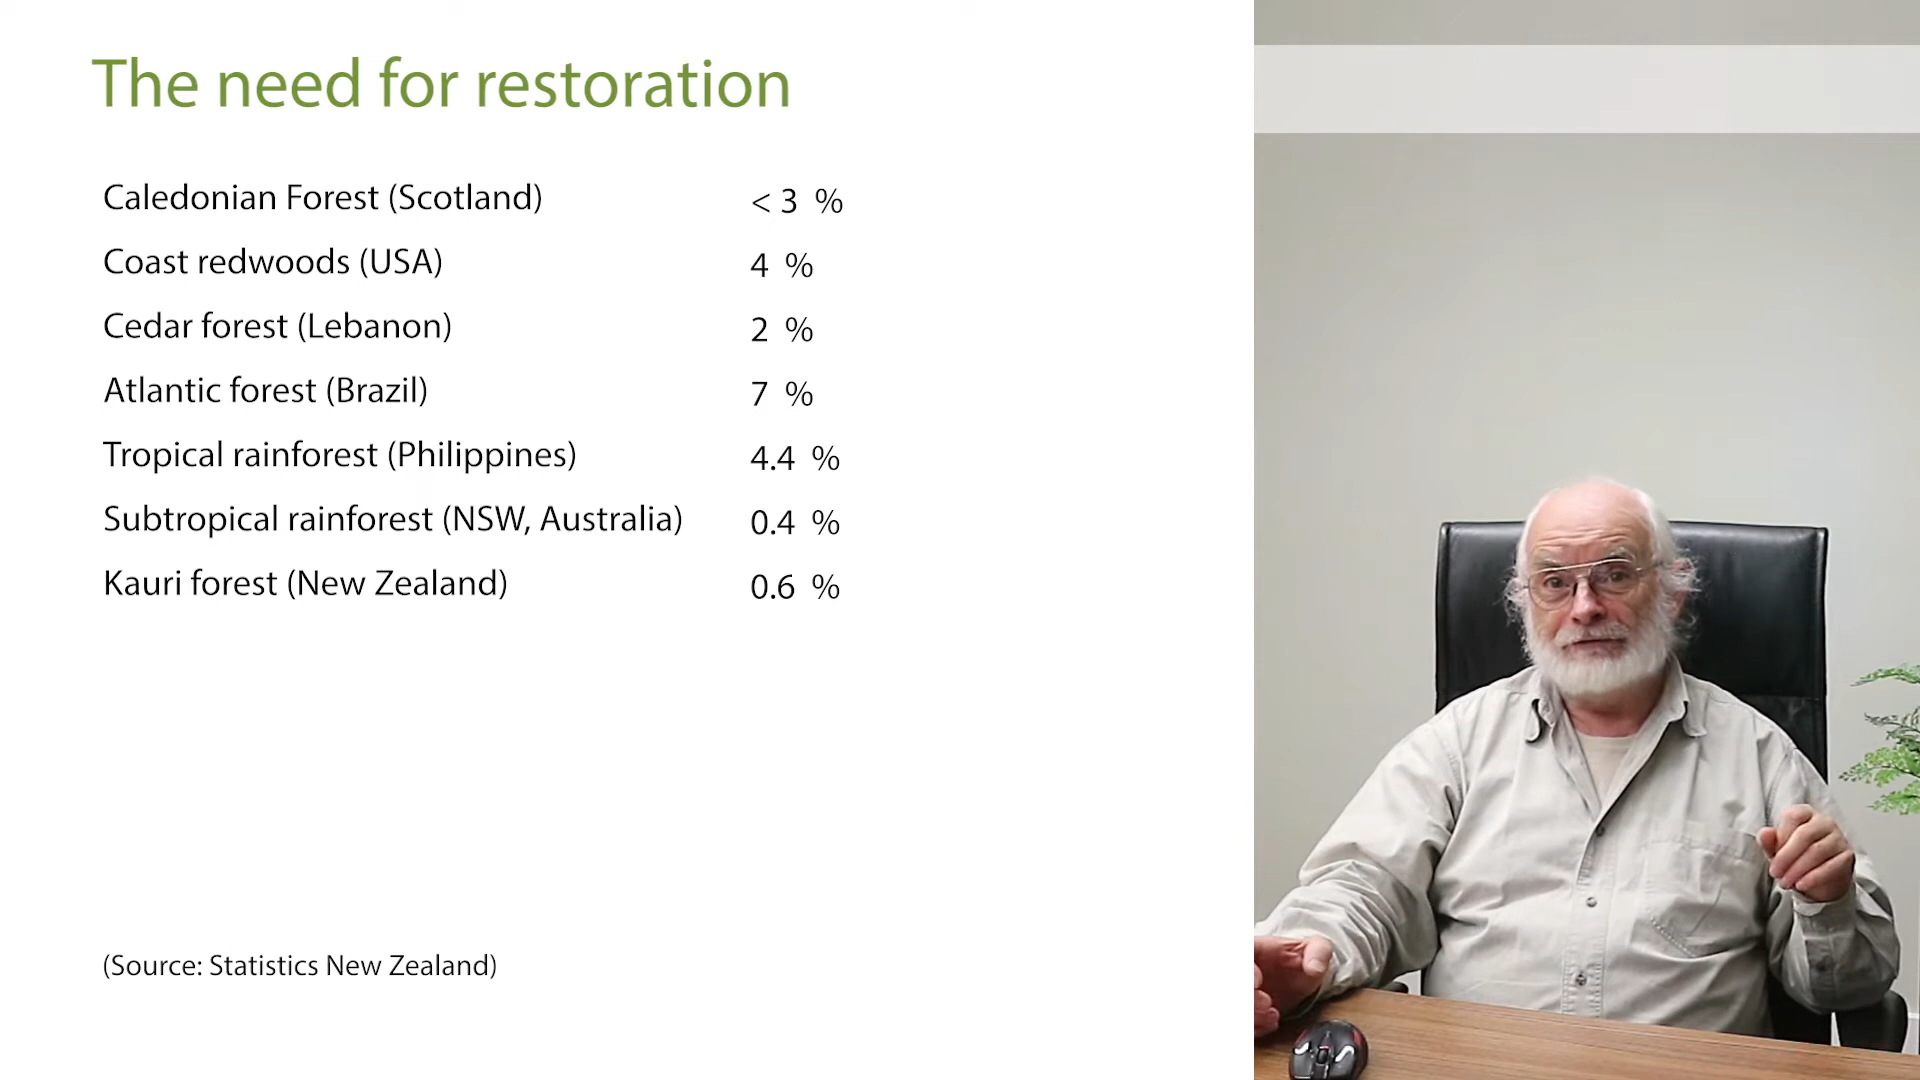 The need for restoration
Caledonian Forest (Scotland) < 3 %
Coast redwoods (USA) 4 %
Cedar forest (Lebanon) 2 %
Atlantic forest (Brazil) 7 %
Tropical rainforest (Philippines) 4.4 %
Subtropical rainforest (NSW, Australia) 0.4 %
Kauri forest (New Zealand) 0.6 %
(Source: Statistics New Zealand)